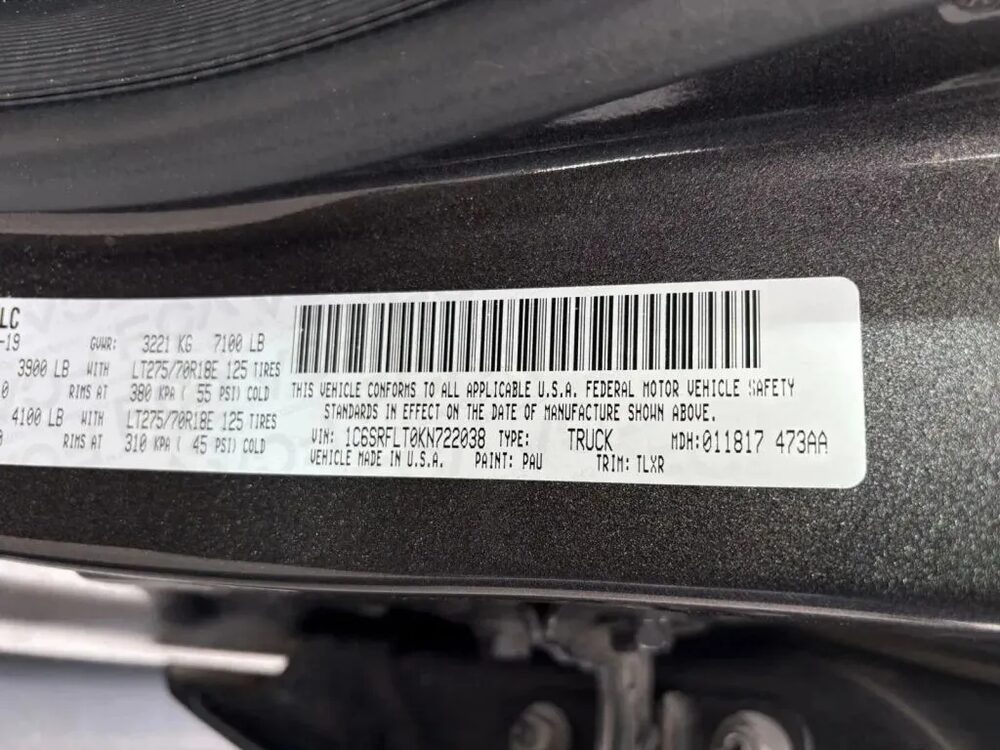 LC
-19 GVWR: 3221 KG 7100 LB
3900 LB WITH LT275/70R18E 125 TIRES
0 RIMS AT 380 KPA ( 55 PSI) COLD
4100 LB WITH LT275/70R18E 125 TIRES
0 RIMS AT 310 KPA ( 45 PSI) COLD
THIS VEHICLE CONFORMS TO ALL APPLICABLE U.S.A. FEDERAL MOTOR VEHICLE SAFETY
STANDARDS IN EFFECT ON THE DATE OF MANUFACTURE SHOWN ABOVE.
VIN: 1C6SRFLT0KN722038 TYPE: TRUCK MDH:011817 473AA
VEHICLE MADE IN U.S.A. PAINT: PAU TRIM: TLXR